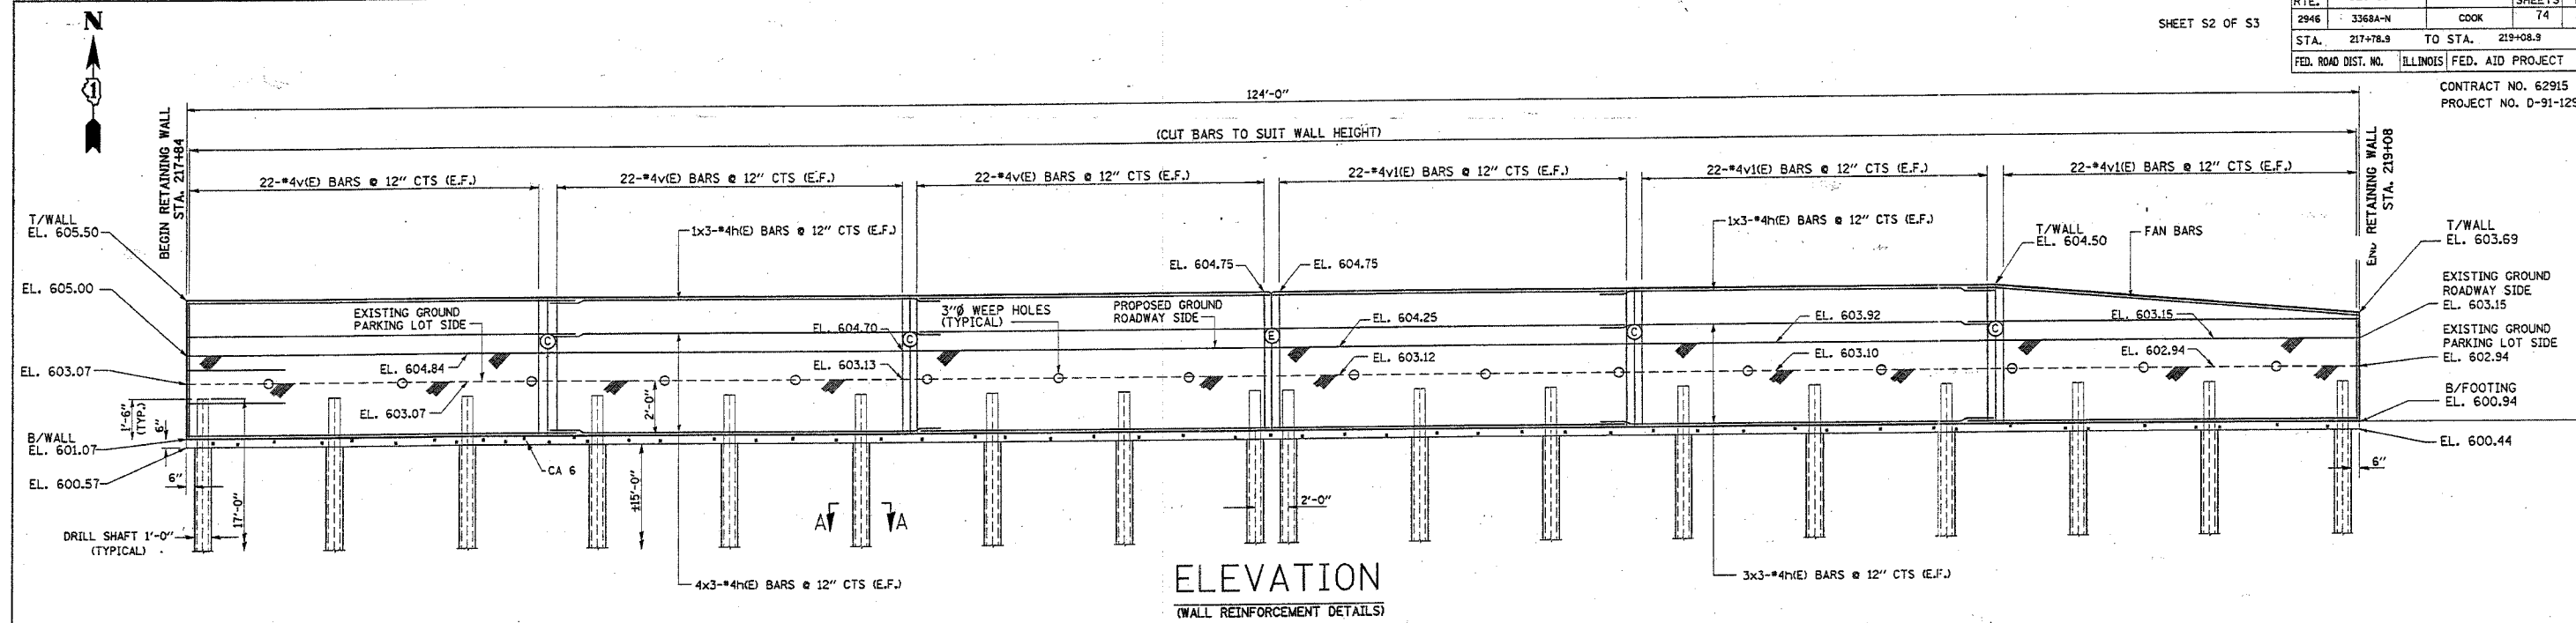 N
SHEET S2 OF S3
RTE.
SHEETS
2946 3368A-N COOK 74
STA. 217+78.9 TO STA. 219+08.9
FED. ROAD DIST. NO. ILLINOIS FED. AID PROJECT
CONTRACT NO. 62915
PROJECT NO. D-91-129
124'-0"
(CUT BARS TO SUIT WALL HEIGHT)
BEGIN RETAINING WALL
STA. 217+84
RETAINING WALL
STA. 219+08
22-#4v(E) BARS @ 12" CTS (E.F.)
22-#4v(E) BARS @ 12" CTS (E.F.)
22-#4v(E) BARS @ 12" CTS (E.F.)
22-#4v1(E) BARS @ 12" CTS (E.F.)
22-#4v1(E) BARS @ 12" CTS (E.F.)
22-#4v1(E) BARS @ 12" CTS (E.F.)
T/WALL
EL. 605.50
1x3-#4h(E) BARS @ 12" CTS (E.F.)
1x3-#4h(E) BARS @ 12" CTS (E.F.)
T/WALL
EL. 604.50
FAN BARS
T/WALL
EL. 603.69
EL. 604.75
EL. 604.75
EL. 605.00
EXISTING GROUND
ROADWAY SIDE
EL. 603.15
EXISTING GROUND
PARKING LOT SIDE
3"Ø WEEP HOLES
(TYPICAL)
PROPOSED GROUND
ROADWAY SIDE
EL. 604.70
EL. 604.25
EL. 603.92
EL. 603.15
C
C
E
C
C
EXISTING GROUND
PARKING LOT SIDE
EL. 602.94
EL. 603.07
EL. 604.84
EL. 603.13
EL. 603.12
EL. 603.10
EL. 602.94
EL. 603.07
2'-0"
1'-6"
(TYP.)
6"
B/FOOTING
EL. 600.94
B/WALL
EL. 601.07
EL. 600.44
CA 6
EL. 600.57
6"
6"
17'-0"
±15'-0"
2'-0"
A A
DRILL SHAFT 1'-0"
(TYPICAL)
4x3-#4h(E) BARS @ 12" CTS (E.F.)
3x3-#4h(E) BARS @ 12" CTS (E.F.)
ELEVATION
(WALL REINFORCEMENT DETAILS)